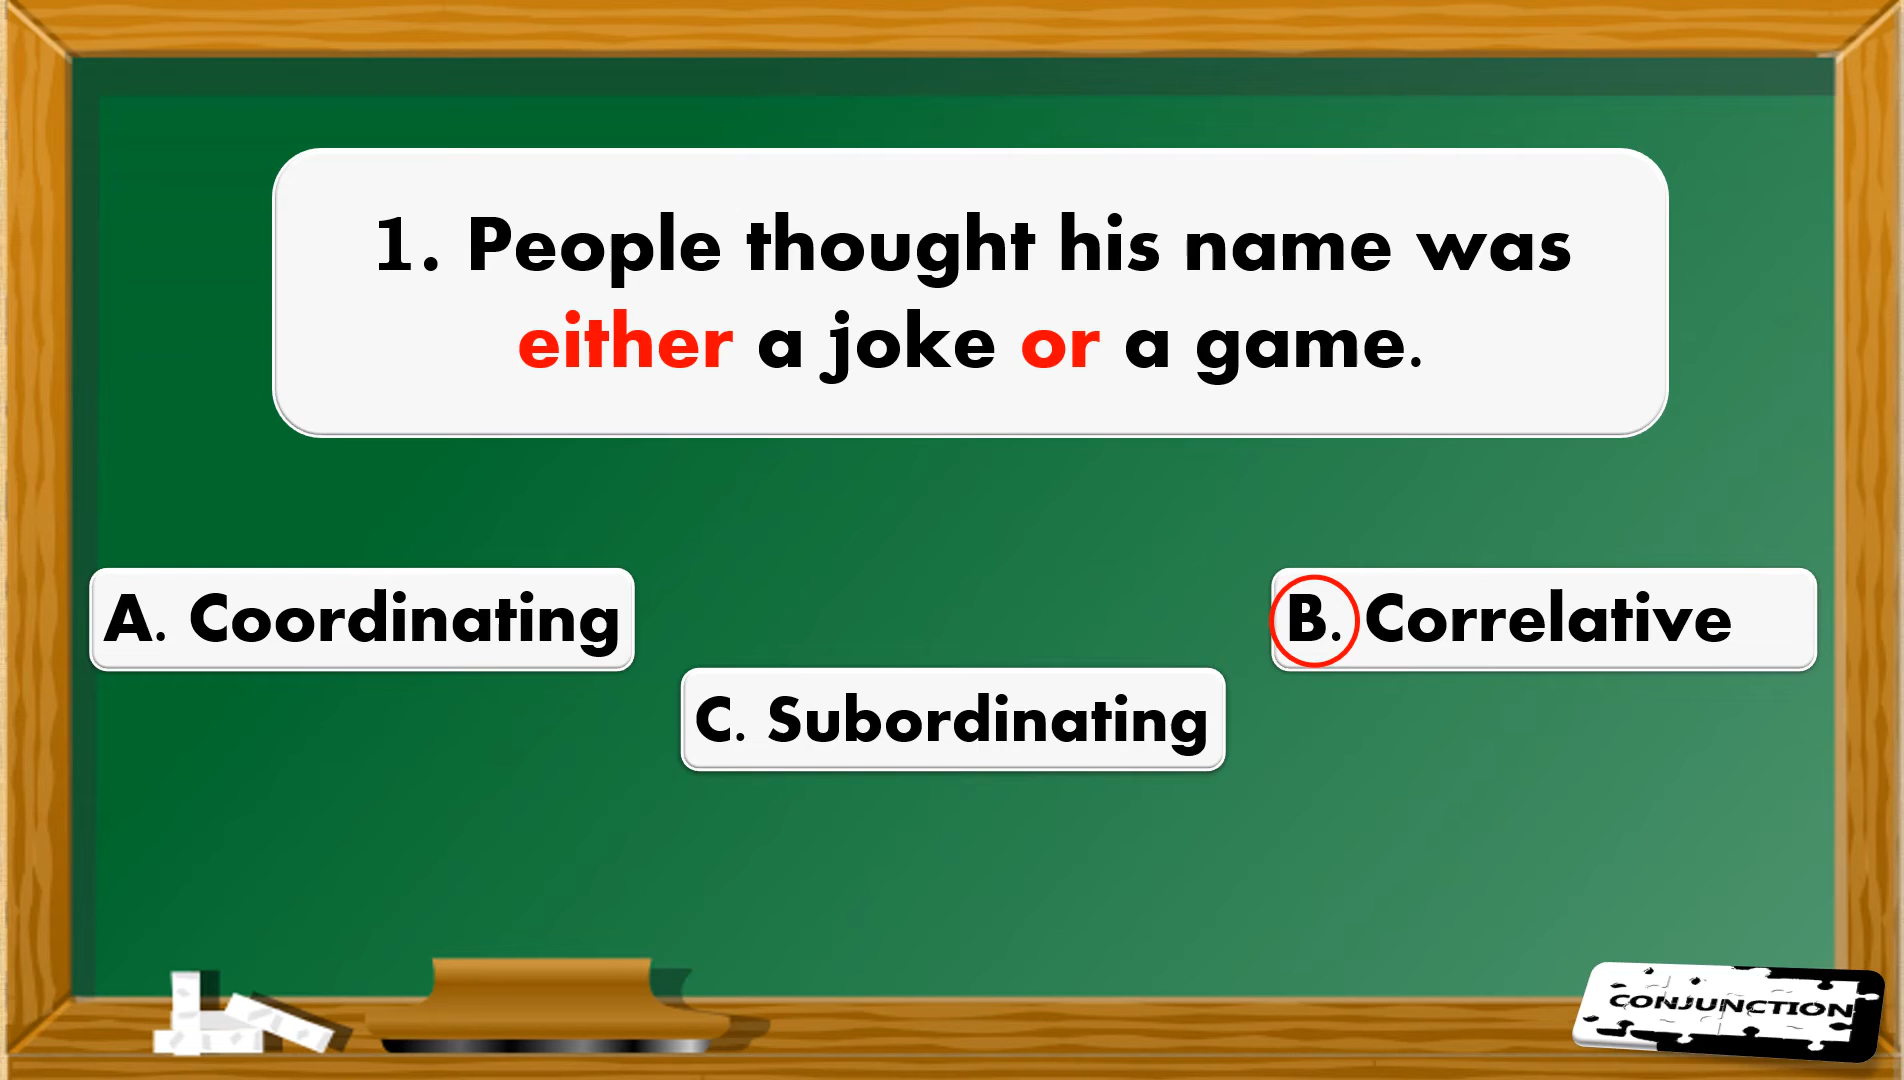 1. People thought his name was
either a joke or a game.
A. Coordinating
B. Correlative
C. Subordinating
CONJUNCTION